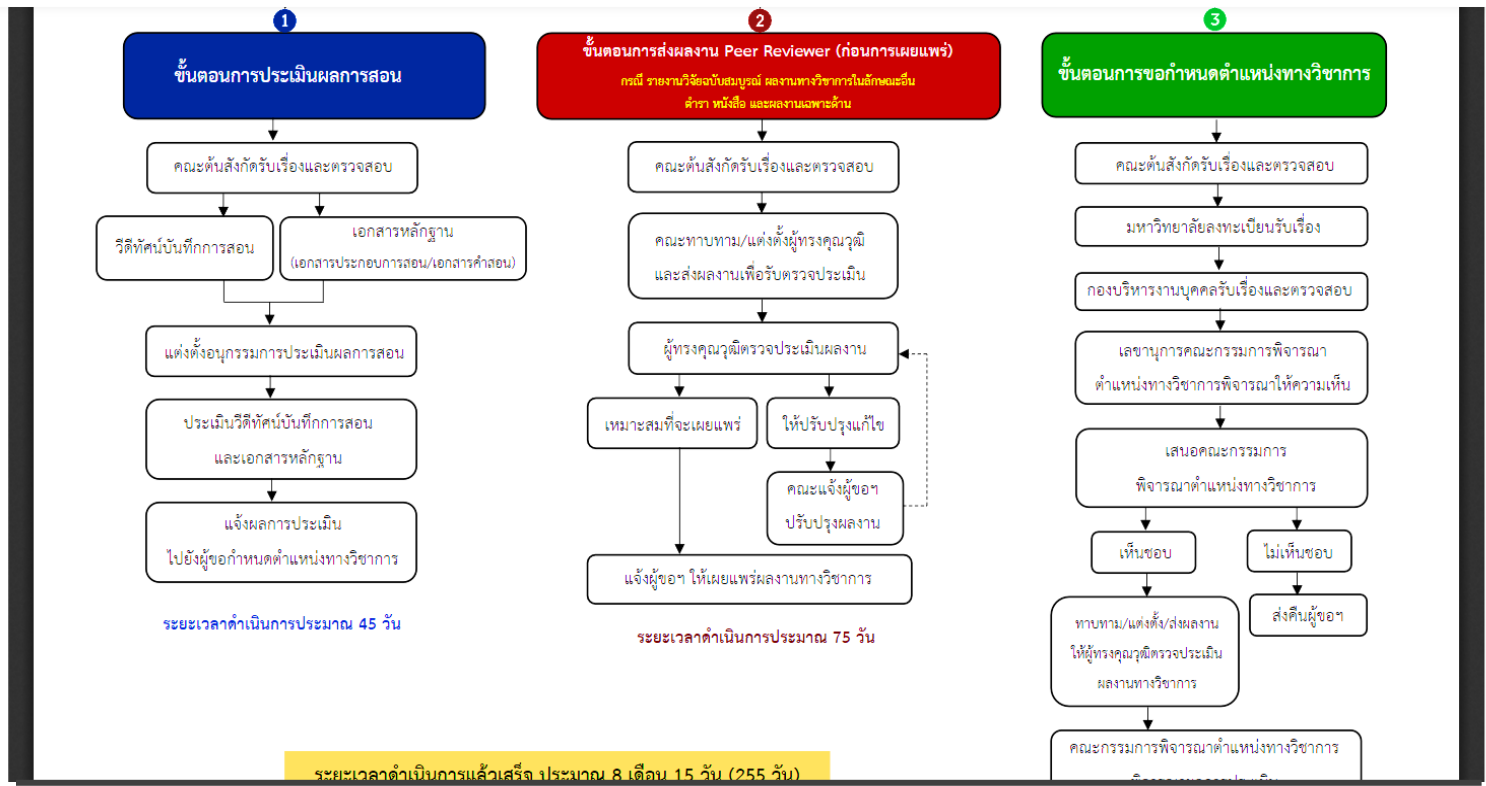 1
ขั้นตอนการประเมินผลการสอน
คณะต้นสังกัดรับเรื่องและตรวจสอบ
วีดีทัศน์บันทึกการสอน
เอกสารหลักฐาน
(เอกสารประกอบการสอน/เอกสารคำสอน)
แต่งตั้งอนุกรรมการประเมินผลการสอน
ประเมินวีดีทัศน์บันทึกการสอน
และเอกสารหลักฐาน
แจ้งผลการประเมิน
ไปยังผู้ขอกำหนดตำแหน่งทางวิชาการ
ระยะเวลาดำเนินการประมาณ 45 วัน
2
ขั้นตอนการส่งผลงาน Peer Reviewer (ก่อนการเผยแพร่)
กรณี รายงานวิจัยฉบับสมบูรณ์ ผลงานทางวิชาการในลักษณะอื่น
ตำรา หนังสือ และผลงานเฉพาะด้าน
คณะต้นสังกัดรับเรื่องและตรวจสอบ
คณะทาบทาม/แต่งตั้งผู้ทรงคุณวุฒิ
และส่งผลงานเพื่อรับตรวจประเมิน
ผู้ทรงคุณวุฒิตรวจประเมินผลงาน
เหมาะสมที่จะเผยแพร่
ให้ปรับปรุงแก้ไข
คณะแจ้งผู้ขอฯ
ปรับปรุงผลงาน
แจ้งผู้ขอฯ ให้เผยแพร่ผลงานทางวิชาการ
ระยะเวลาดำเนินการประมาณ 75 วัน
3
ขั้นตอนการขอกำหนดตำแหน่งทางวิชาการ
คณะต้นสังกัดรับเรื่องและตรวจสอบ
มหาวิทยาลัยลงทะเบียนรับเรื่อง
กองบริหารงานบุคคลรับเรื่องและตรวจสอบ
เลขานุการคณะกรรมการพิจารณา
ตำแหน่งทางวิชาการพิจารณาให้ความเห็น
เสนอคณะกรรมการ
พิจารณาตำแหน่งทางวิชาการ
เห็นชอบ
ไม่เห็นชอบ
ส่งคืนผู้ขอฯ
ทาบทาม/แต่งตั้ง/ส่งผลงาน
ให้ผู้ทรงคุณวุฒิตรวจประเมิน
ผลงานทางวิชาการ
คณะกรรมการพิจารณาตำแหน่งทางวิชาการ
ระยะเวลาดำเนินการแล้วเสร็จ ประมาณ 8 เดือน 15 วัน (255 วัน)